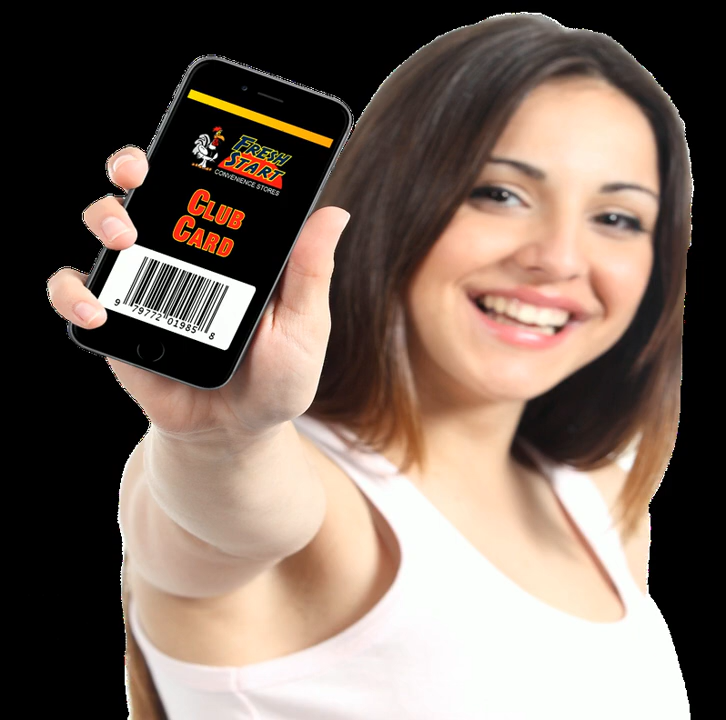 FRESH
START
CONVENIENCE STORES
CLUB
CARD
9 79772 01985 8